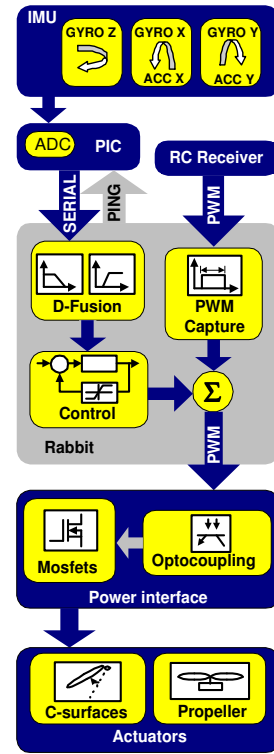 IMU
GYRO Z GYRO X GYRO Y
ACC X ACC Y
ADC PIC
RC Receiver
SERIAL
PING
PWM
D-Fusion
PWM
Capture
Control
Σ
Rabbit
PWM
Mosfets
Optocoupling
Power interface
C-surfaces Propeller
Actuators